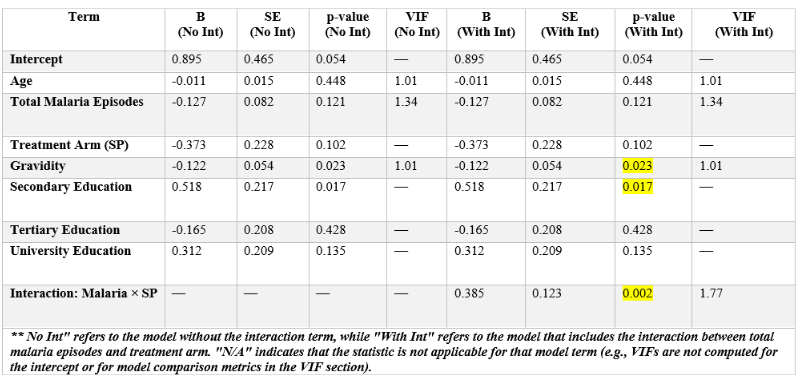 Term B SE p-value VIF B SE p-value VIF
(No Int) (No Int) (No Int) (No Int) (With Int) (With Int) (With Int) (With Int)
Intercept 0.895 0.465 0.054 — 0.895 0.465 0.054 —
Age -0.011 0.015 0.448 1.01 -0.011 0.015 0.448 1.01
Total Malaria Episodes -0.127 0.082 0.121 1.34 -0.127 0.082 0.121 1.34
Treatment Arm (SP) -0.373 0.228 0.102 — -0.373 0.228 0.102 —
Gravidity -0.122 0.054 0.023 1.01 -0.122 0.054 0.023 1.01
Secondary Education 0.518 0.217 0.017 — 0.518 0.217 0.017 —
Tertiary Education -0.165 0.208 0.428 — -0.165 0.208 0.428 —
University Education 0.312 0.209 0.135 — 0.312 0.209 0.135 —
Interaction: Malaria × SP — — — — 0.385 0.123 0.002 1.77
** No Int" refers to the model without the interaction term, while "With Int" refers to the model that includes the interaction between total
malaria episodes and treatment arm. "N/A" indicates that the statistic is not applicable for that model term (e.g., VIFs are not computed for
the intercept or for model comparison metrics in the VIF section).